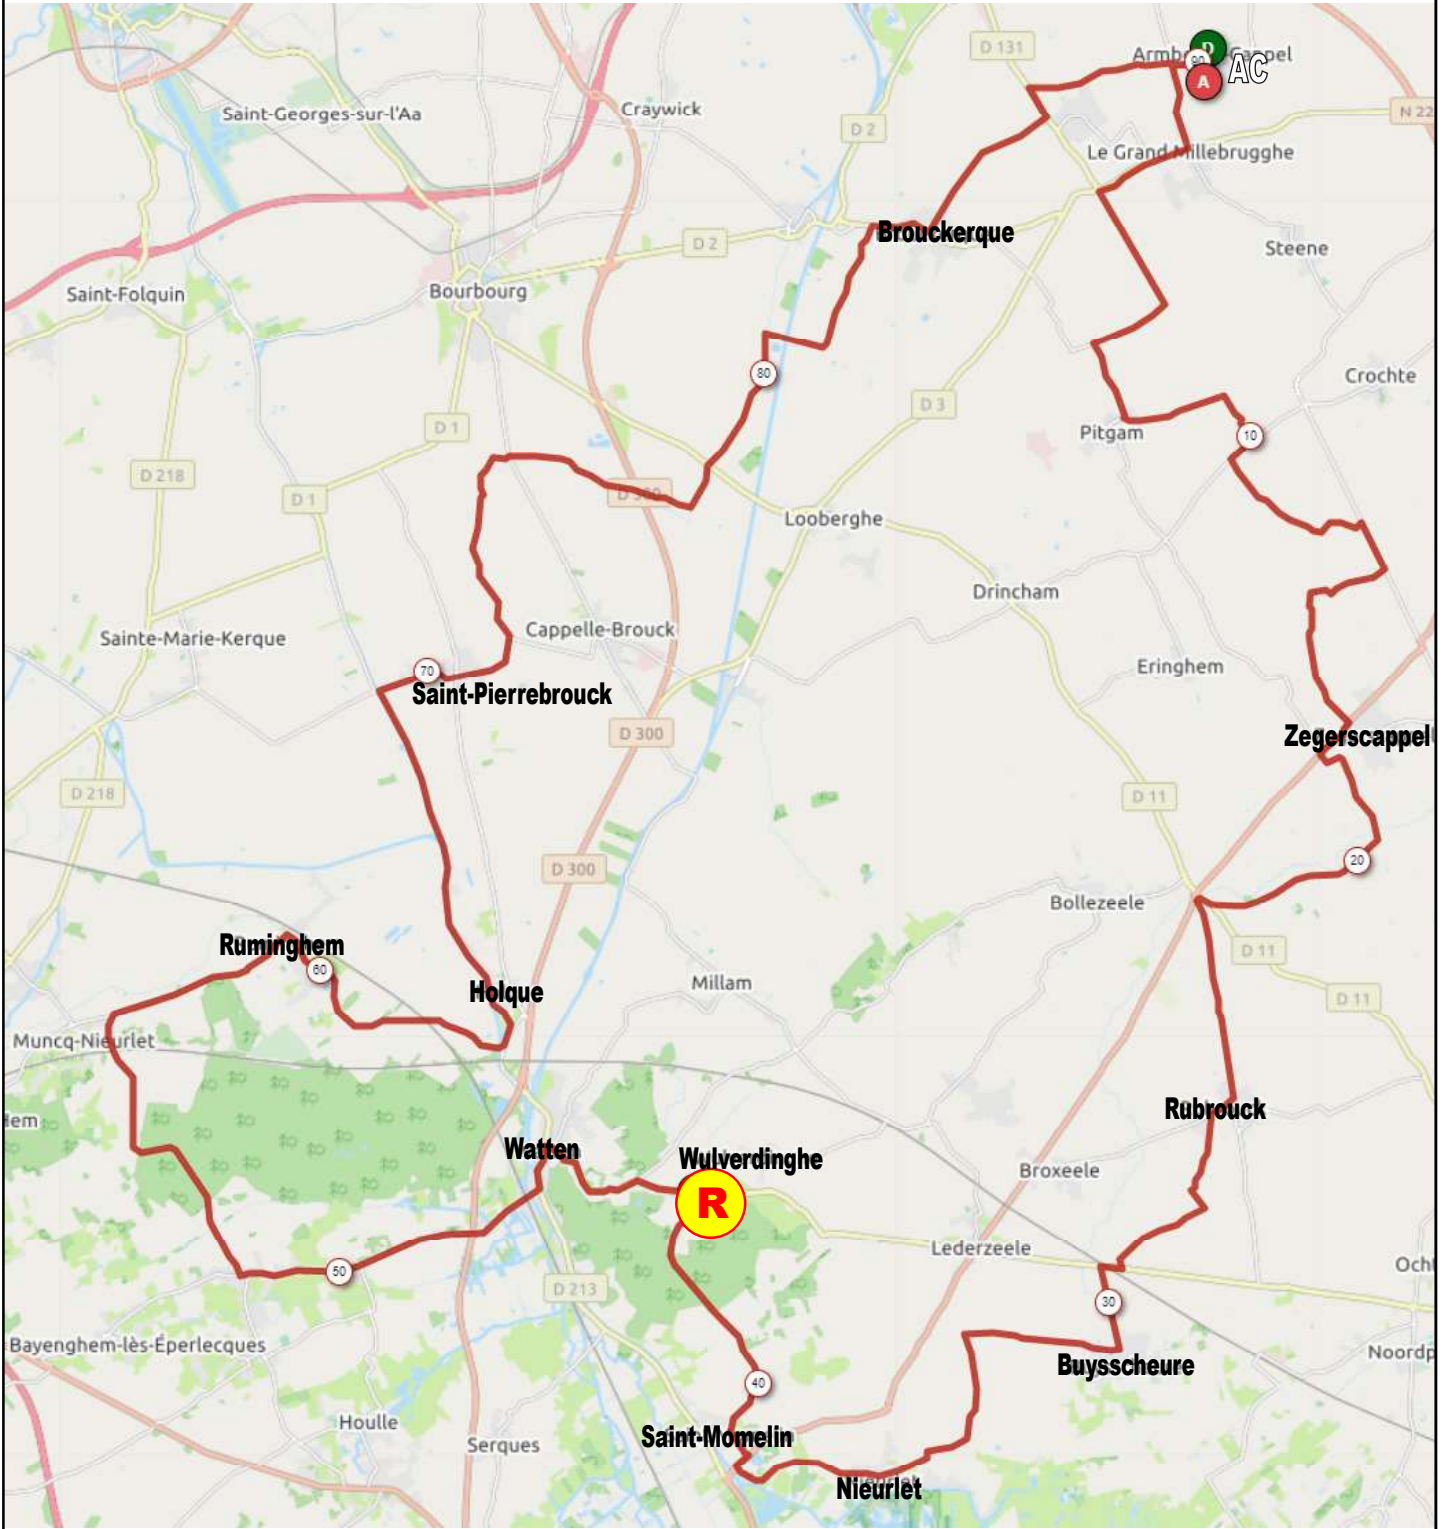 D 131
D
Armbouts-Cappel
90
AC
A
Saint-Georges-sur-l'Aa
Craywick
D 2
N 22
Le Grand Millebrugghe
Brouckerque
D 2
Steene
Saint-Folquin
Bourbourg
80
Crochte
D 3
D 1
Pitgam
10
D 218
D 1
D 300
Looberghe
Drincham
Sainte-Marie-Kerque
Cappelle-Brouck
Eringhem
70
Saint-Pierrebrouck
D 300
Zegerscappel
D 218
D 11
D 300
20
Bollezeele
Ruminghem
D 11
60
Holque
Millam
D 11
Muncq-Nieurlet
Rubrouck
Watten
Wulverdinghe
Broxeele
R
Lederzeele
50
D 213
30
Bayenghem-lès-Éperlecques
Buysscheure
Noordp
40
Houlle
Saint-Momelin
Serques
Nieurlet